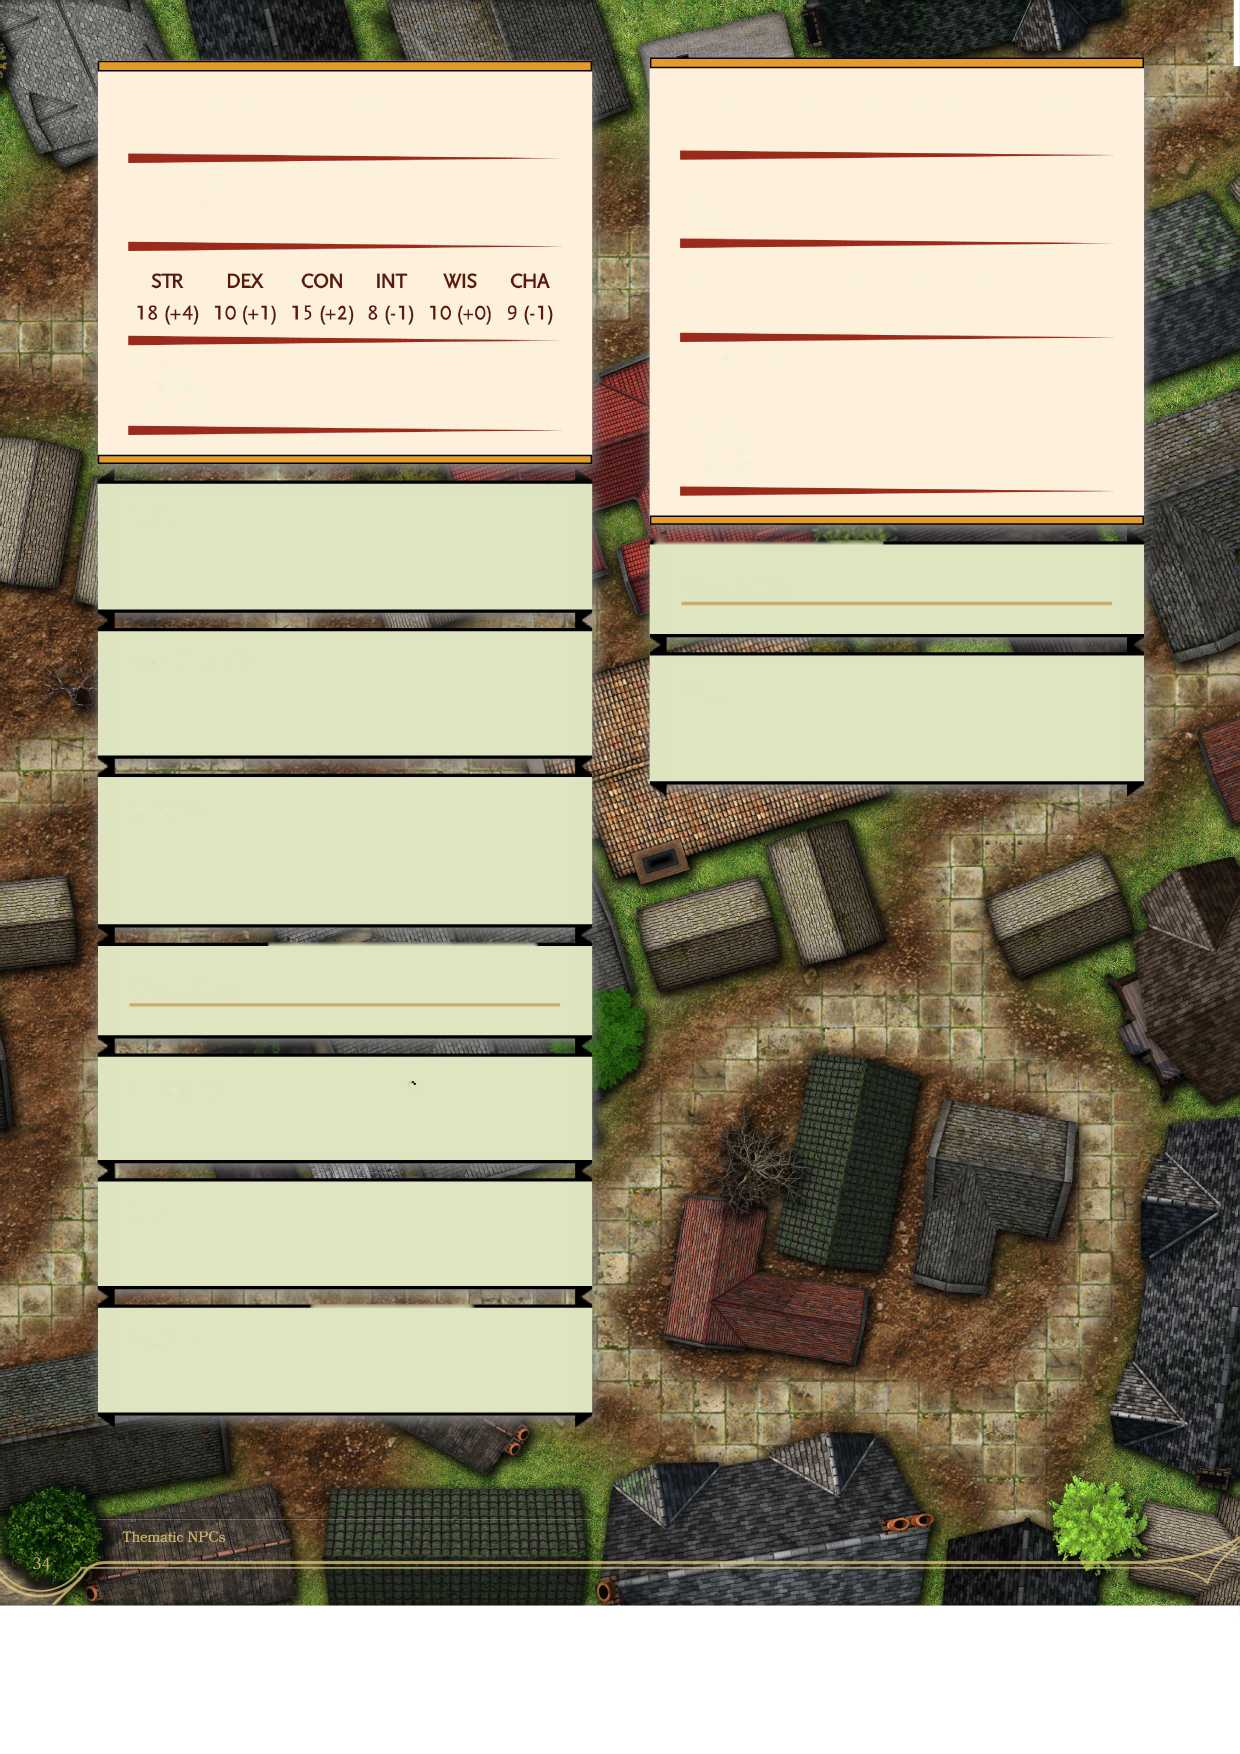 STR DEX CON INT WIS CHA
18 (+4) 10 (+1) 15 (+2) 8 (-1) 10 (+0) 9 (-1)
Thematic NPCs
34